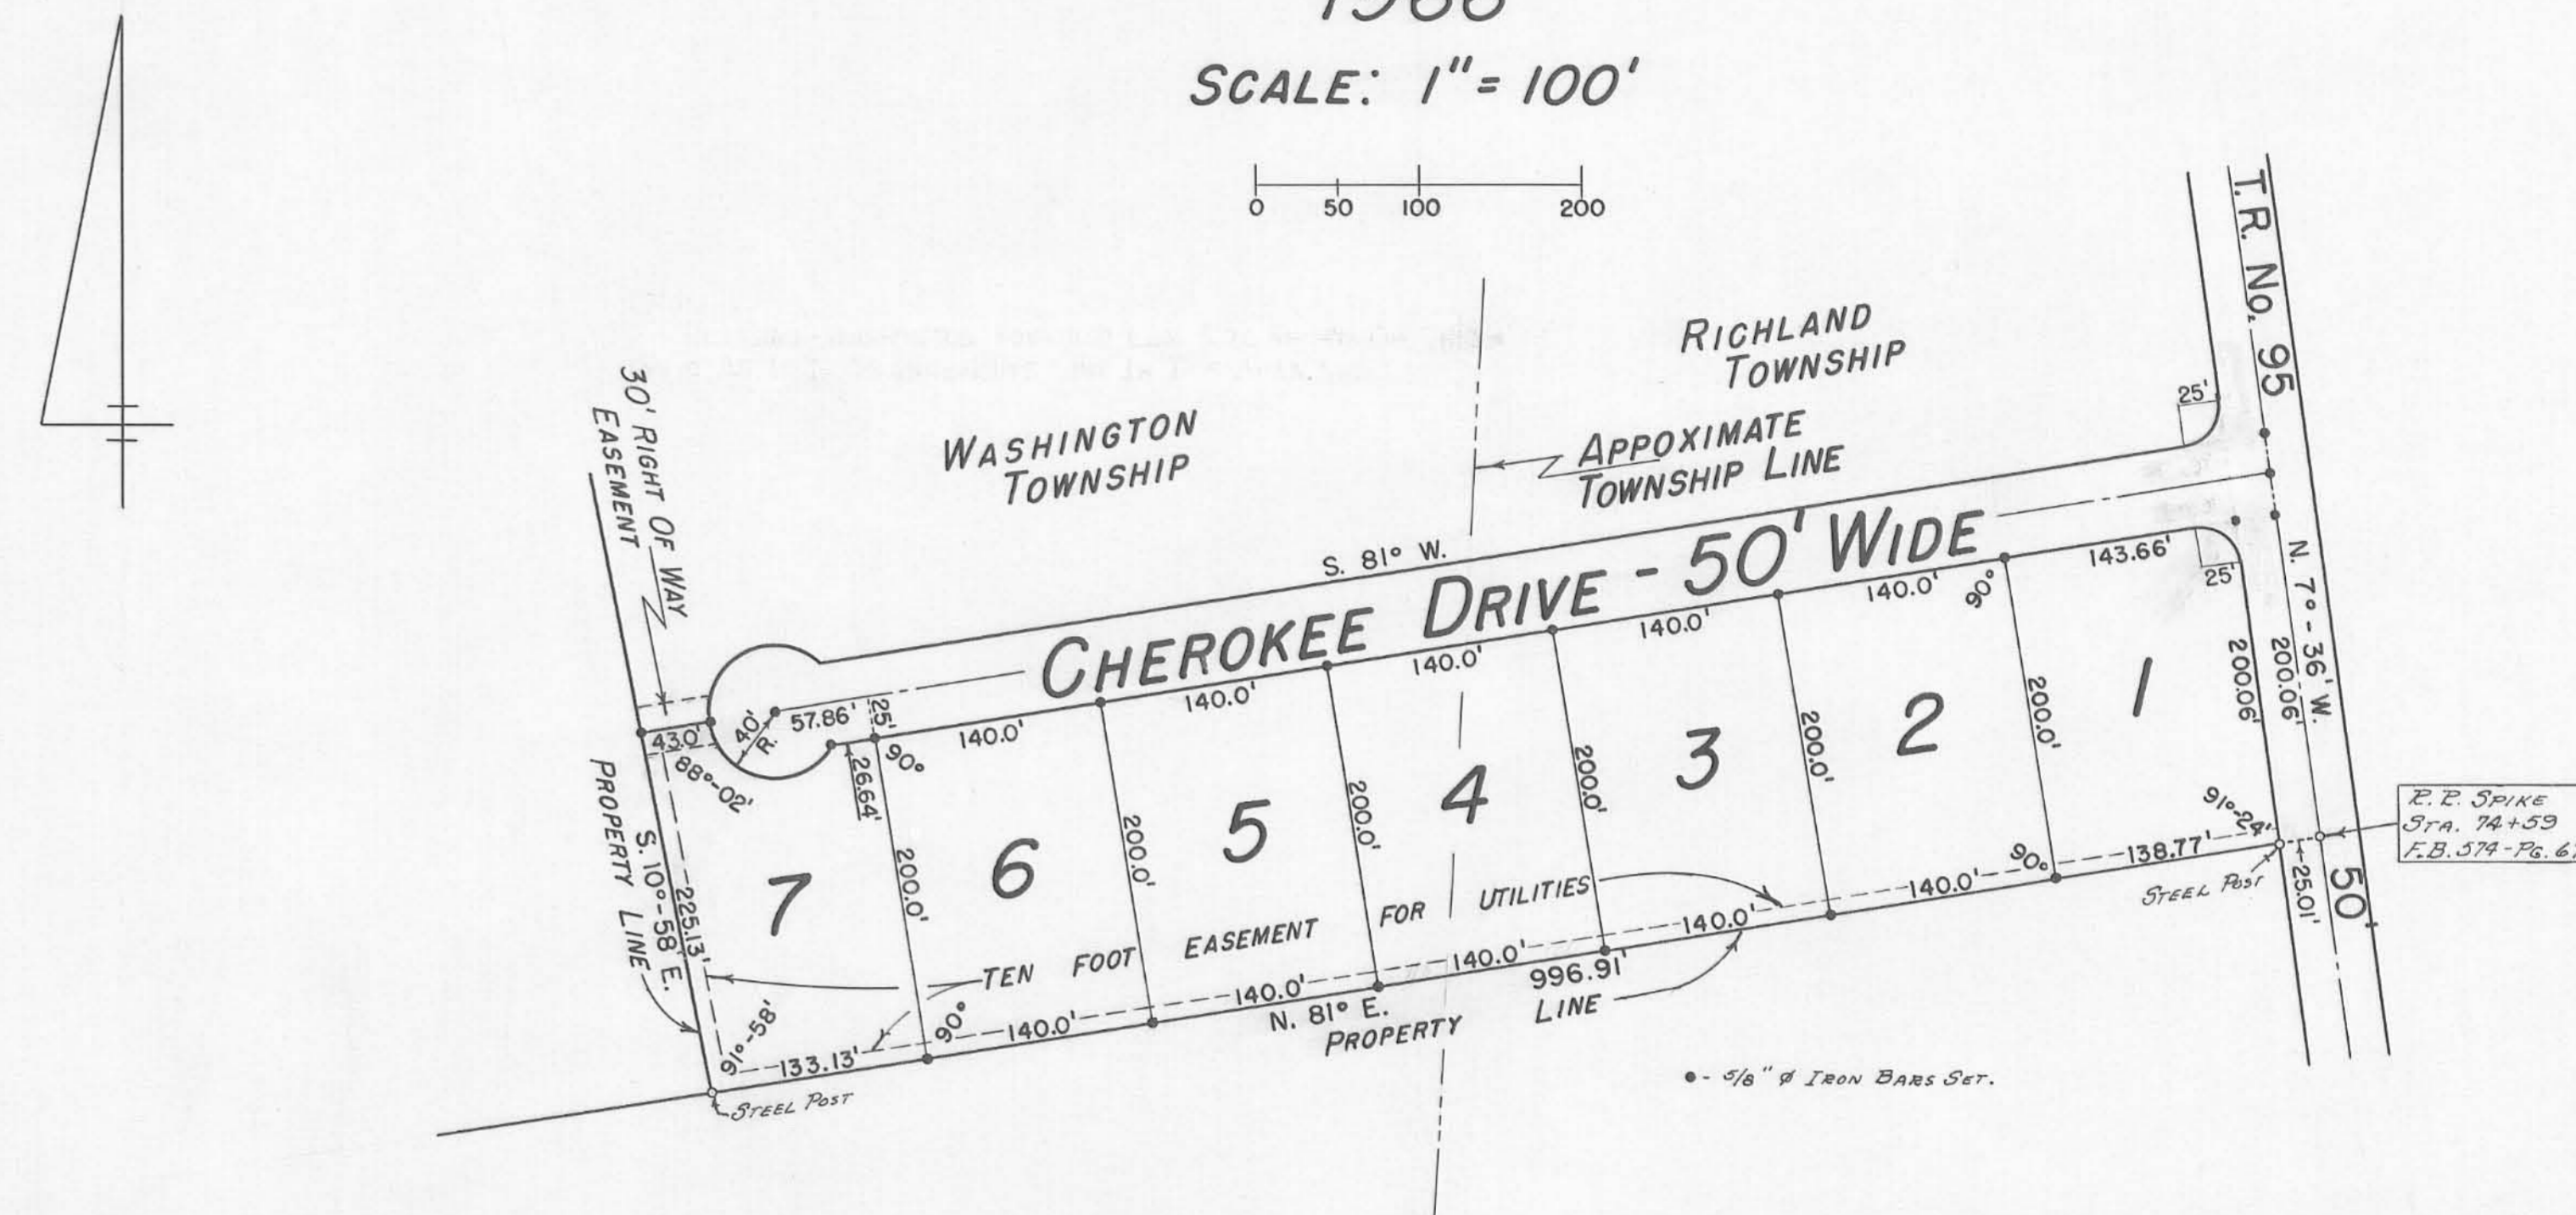 SCALE: 1" = 100'
0 50 100 200
T.R. No. 95
RICHLAND
TOWNSHIP
WASHINGTON
TOWNSHIP
APPOXIMATE
TOWNSHIP LINE
30' RIGHT OF WAY
EASEMENT
25'
S. 81° W.
CHEROKEE DRIVE - 50' WIDE
143.66'
25'
140.0'
90°
140.0'
140.0'
140.0'
140.0'
25'
57.86'
40'
R.
43.0'
88°-02'
26.64'
90°
N. 7°-36' W.
200.06'
200.06'
200.0'
200.0'
200.0'
200.0'
200.0'
200.0'
1
2
3
4
5
6
7
PROPERTY LINE
S. 10°-58' E.
225.13'
91°-58'
133.13'
90°
140.0'
140.0'
140.0'
140.0'
140.0'
90°
138.77'
25.01'
50'
TEN FOOT EASEMENT FOR UTILITIES
996.91'
N. 81° E.
PROPERTY LINE
STEEL POST
STEEL POST
R.R. SPIKE
STA. 74+59
F.B. 574-PG.
● - 5/8" ø IRON BARS SET.